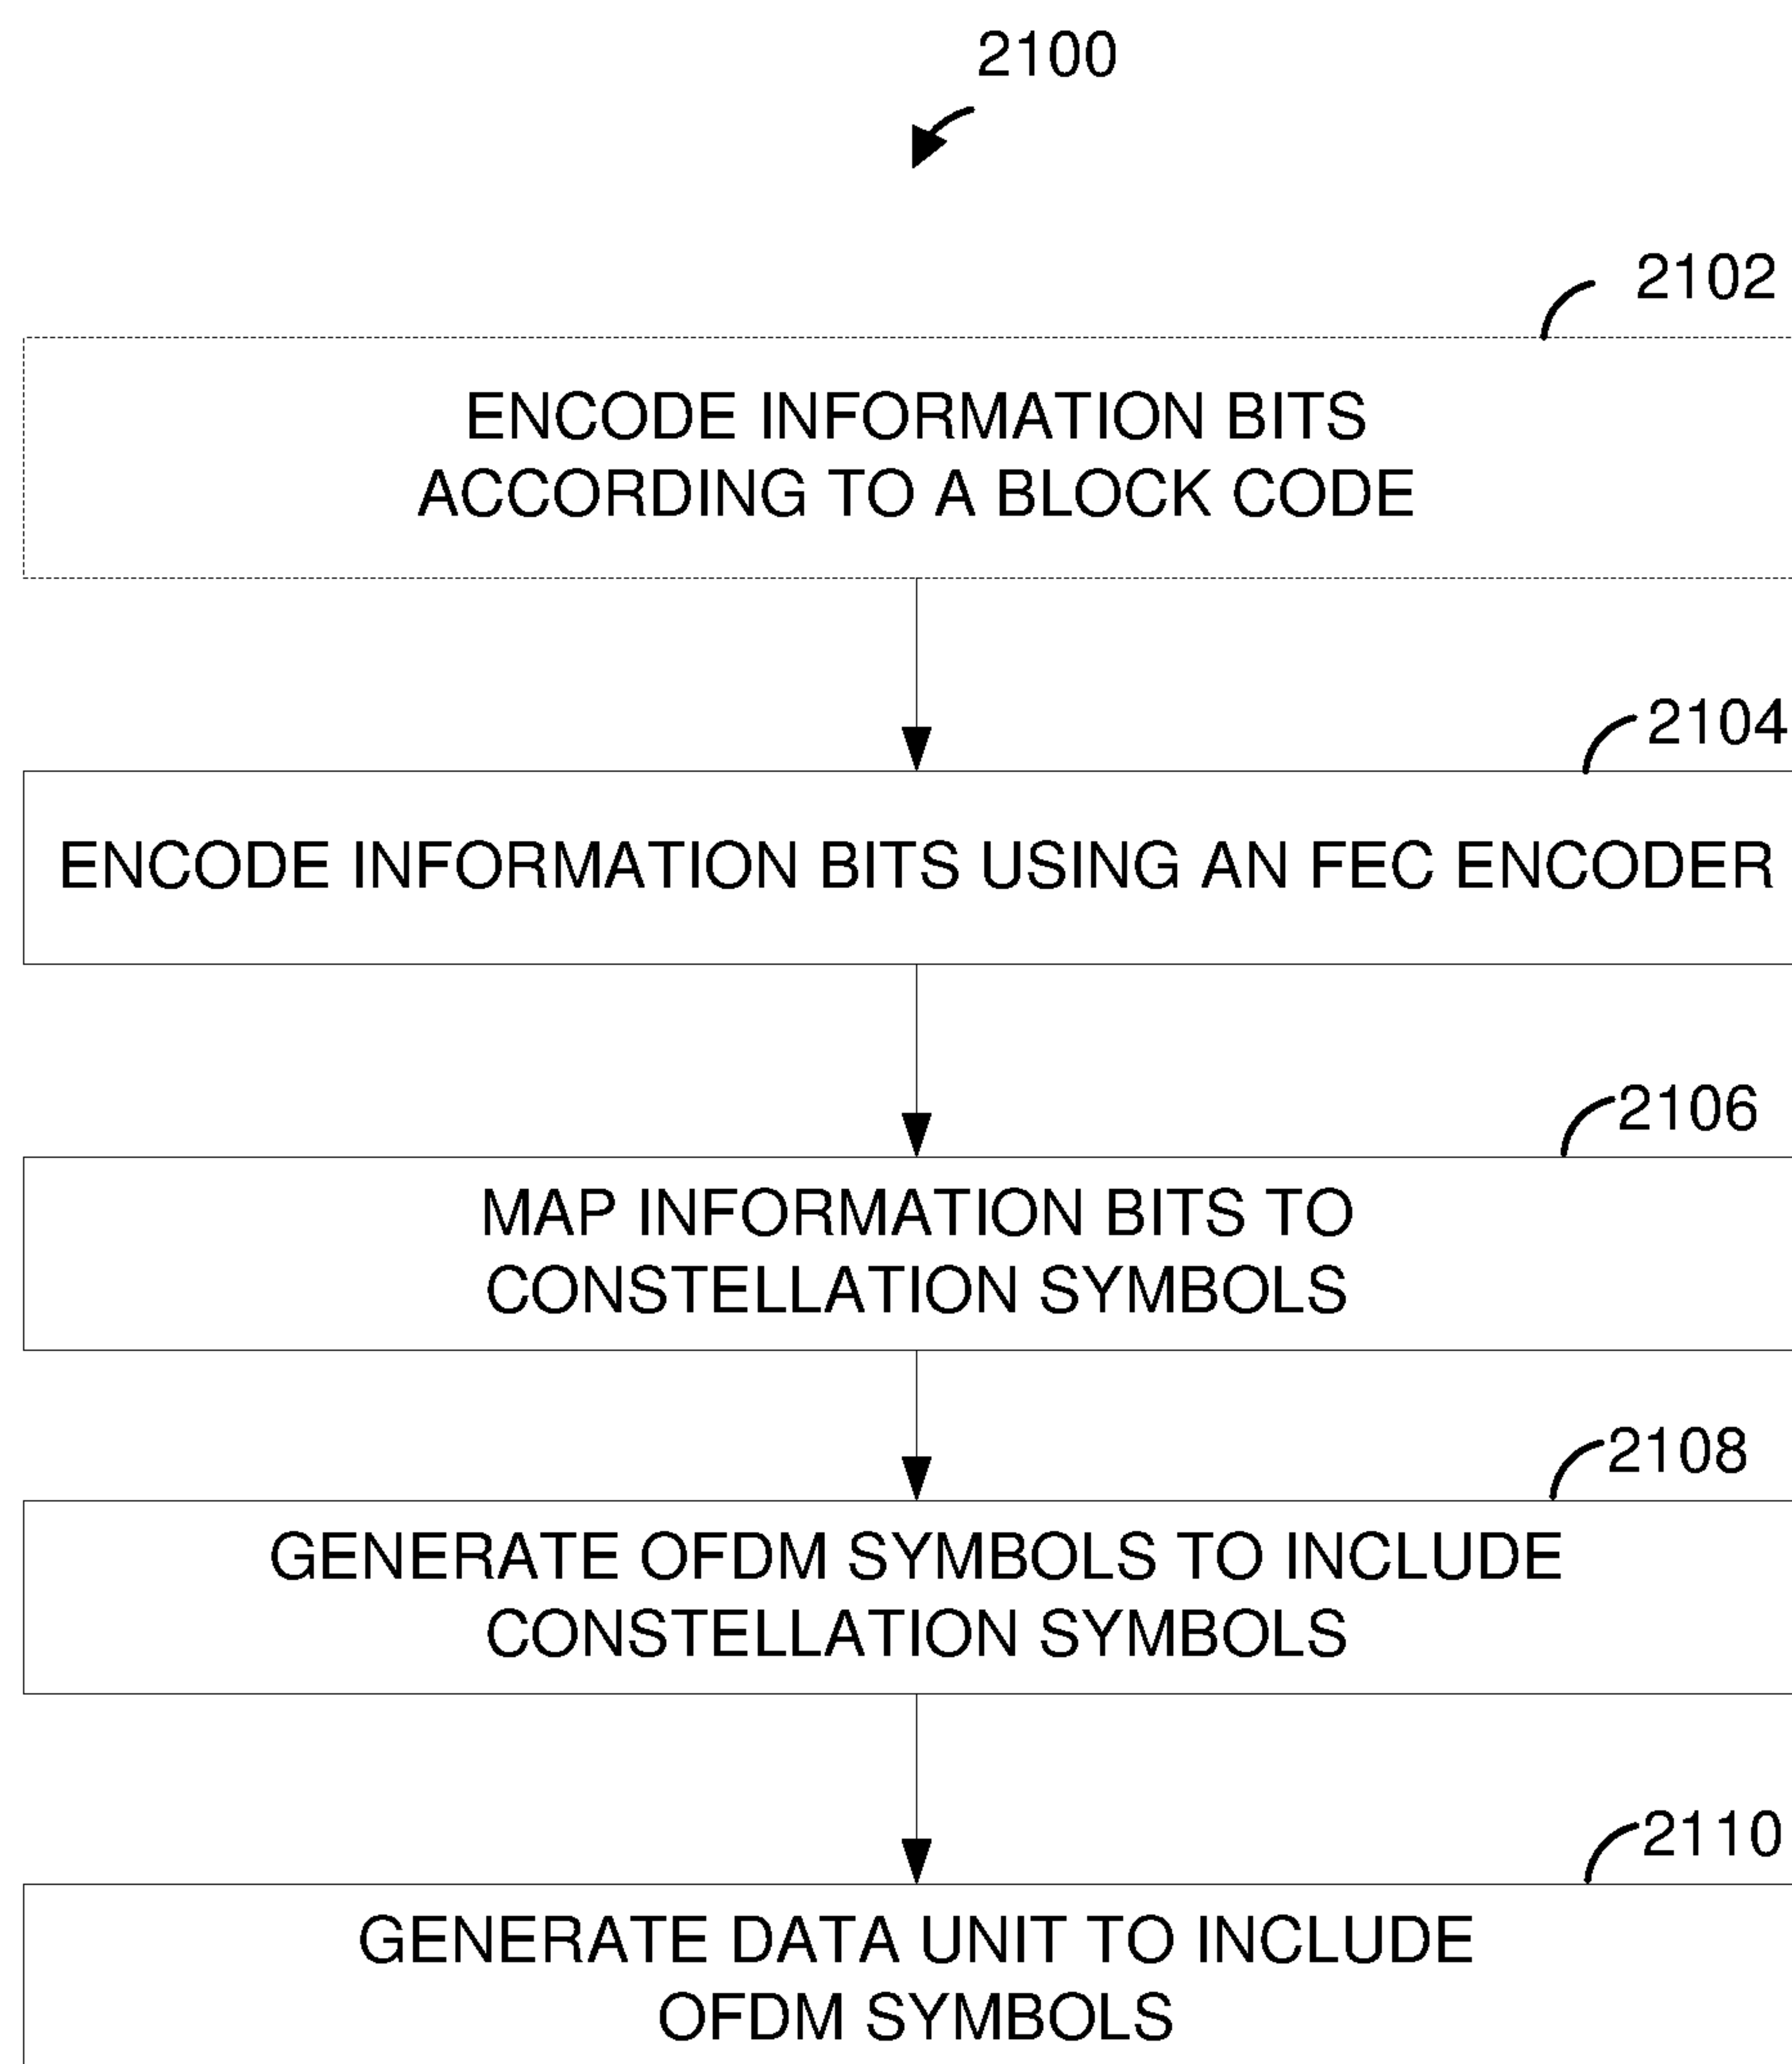 2100
2102
ENCODE INFORMATION BITS
ACCORDING TO A BLOCK CODE
2104
ENCODE INFORMATION BITS USING AN FEC ENCODER
2106
MAP INFORMATION BITS TO
CONSTELLATION SYMBOLS
2108
GENERATE OFDM SYMBOLS TO INCLUDE
CONSTELLATION SYMBOLS
2110
GENERATE DATA UNIT TO INCLUDE
OFDM SYMBOLS